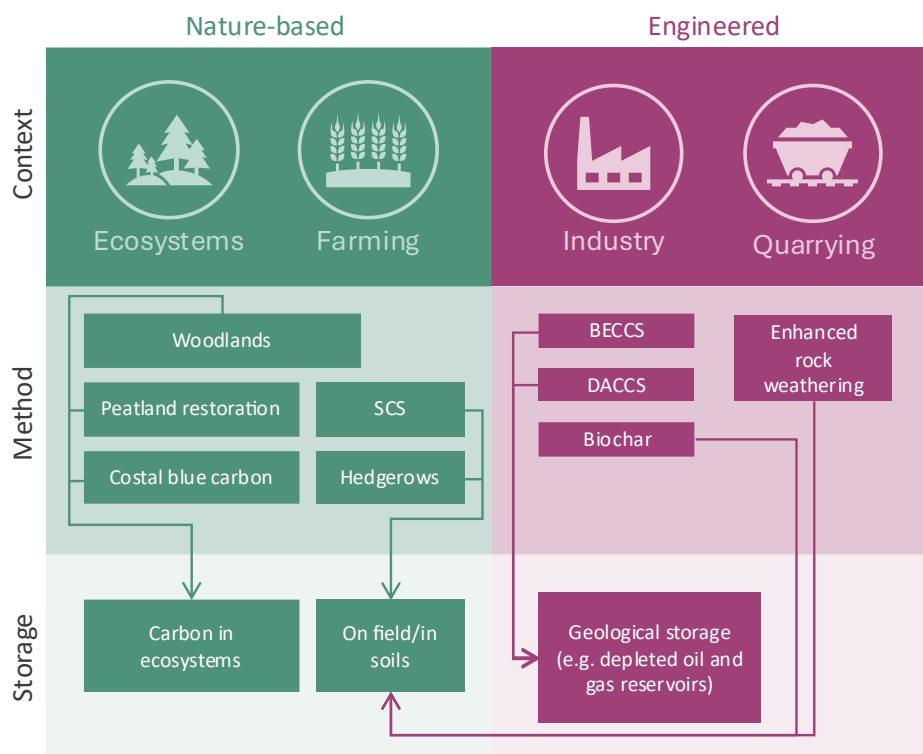 Nature-based
Engineered
Context
Ecosystems
Farming
Industry
Quarrying
Method
Woodlands
Peatland restoration
Costal blue carbon
SCS
Hedgerows
BECCS
DACCS
Biochar
Enhanced
rock
weathering
Storage
Carbon in
ecosystems
On field/in
soils
Geological storage
(e.g. depleted oil and
gas reservoirs)